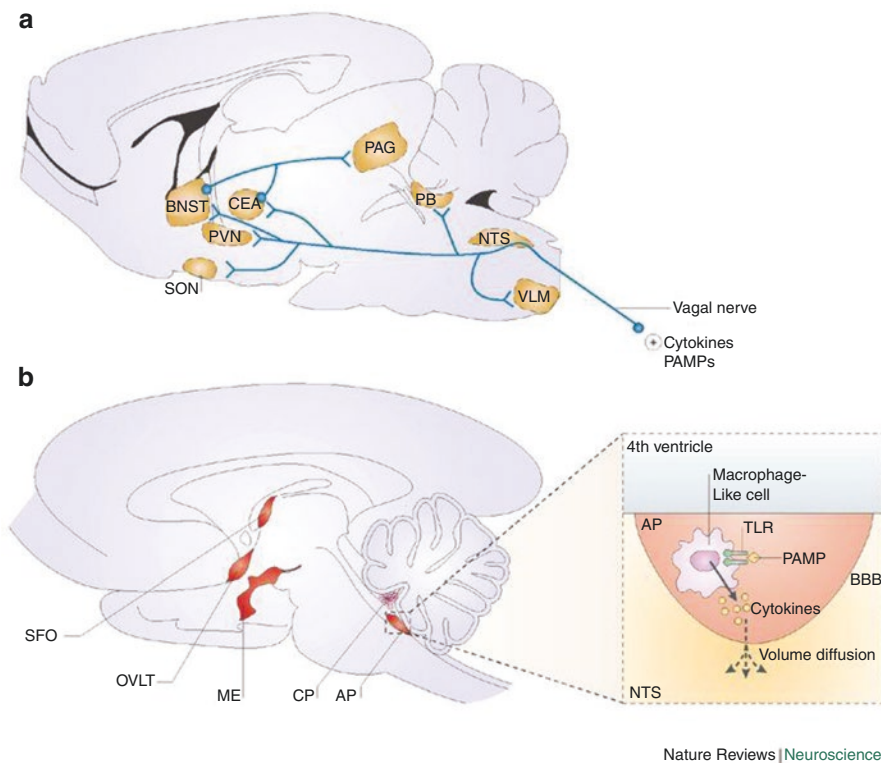 a
PAG
BNST
CEA
PB
PVN
NTS
SON
VLM
Vagal nerve
Cytokines
PAMPs
b
4th ventricle
Macrophage-
Like cell
AP
TLR
PAMP
BBB
Cytokines
Volume diffusion
NTS
SFO
OVLT
ME
CP
AP
Nature Reviews | Neuroscience